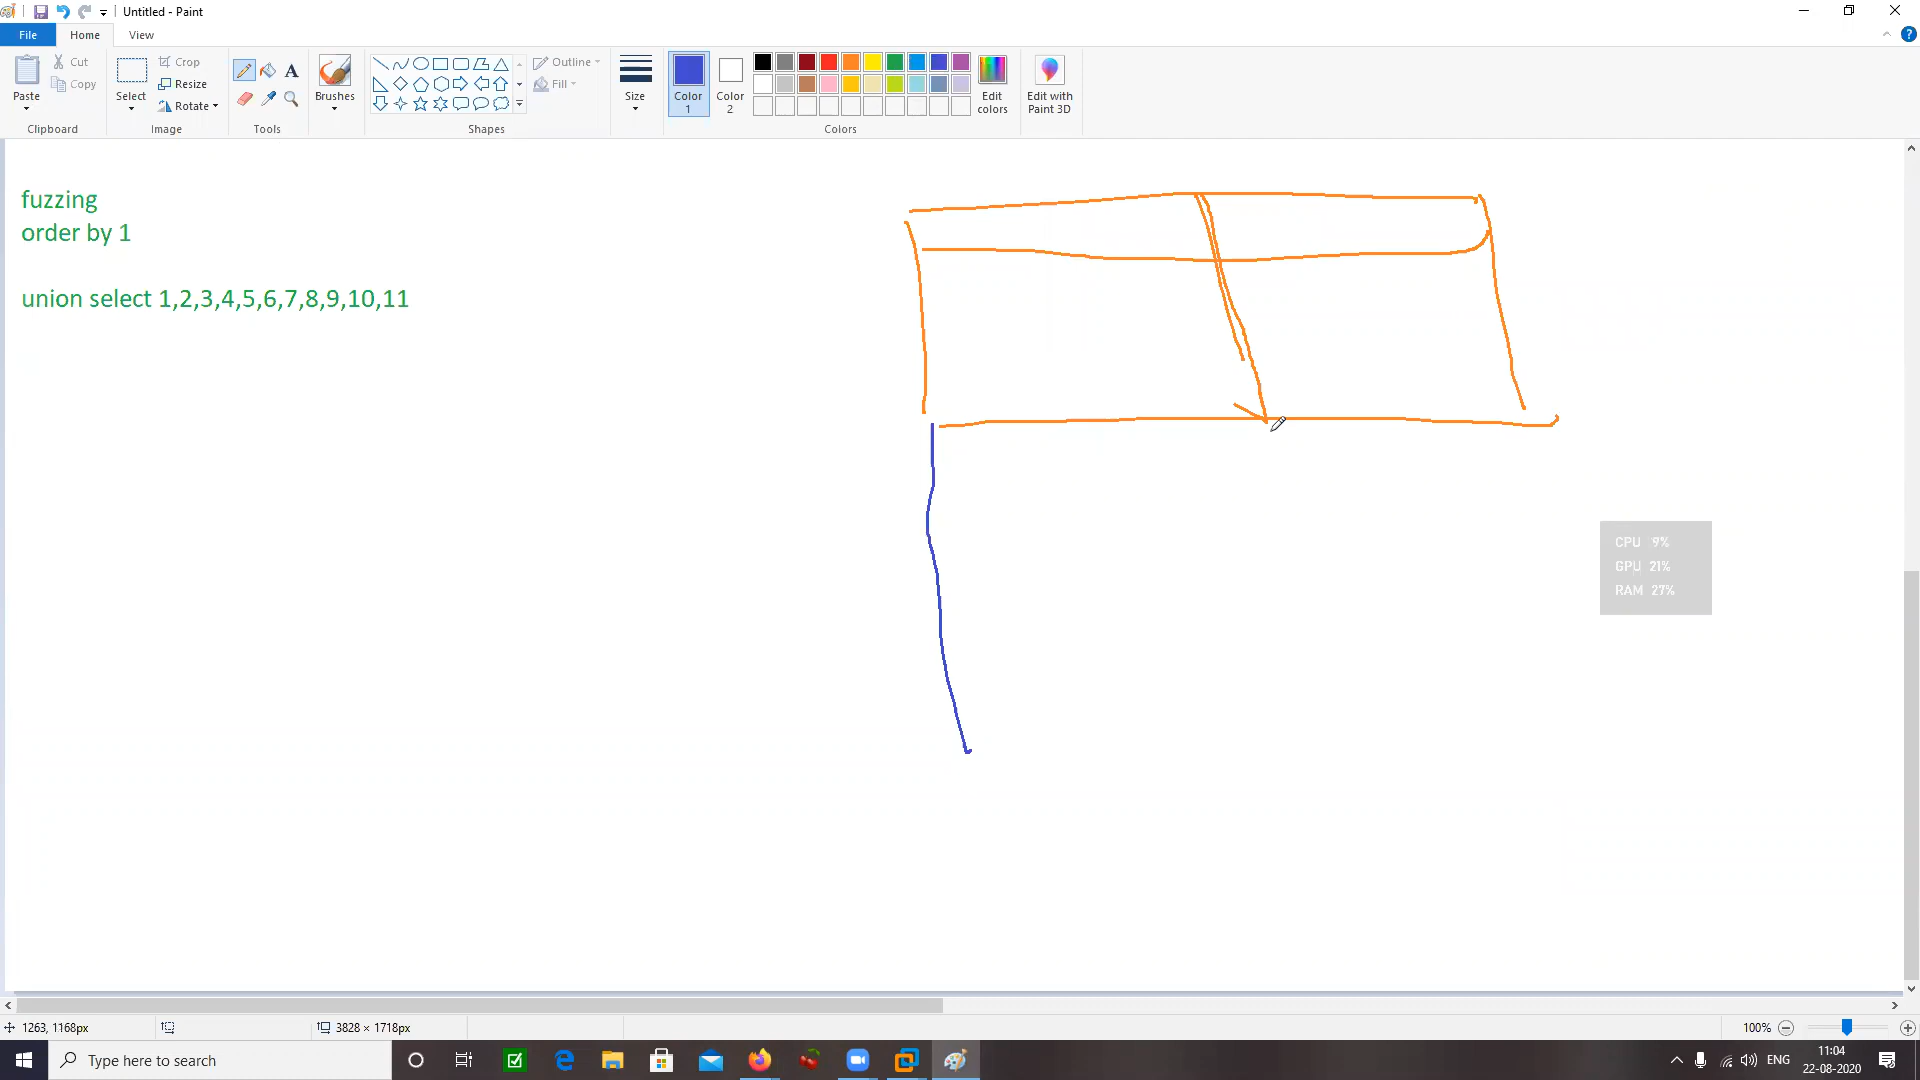 Untitled - Paint
File
Home
View
Paste
Cut
Copy
Clipboard
Select
Crop
Resize
Rotate
Image
Tools
Brushes
Shapes
Outline
Fill
Size
Color 1
Color 2
Edit colors
Colors
Edit with Paint 3D
fuzzing
order by 1
union select 1,2,3,4,5,6,7,8,9,10,11
CPU 9%
GPU 21%
RAM 27%
1263, 1168px
3828 × 1718px
100%
Type here to search
ENG
11:04
22-08-2020